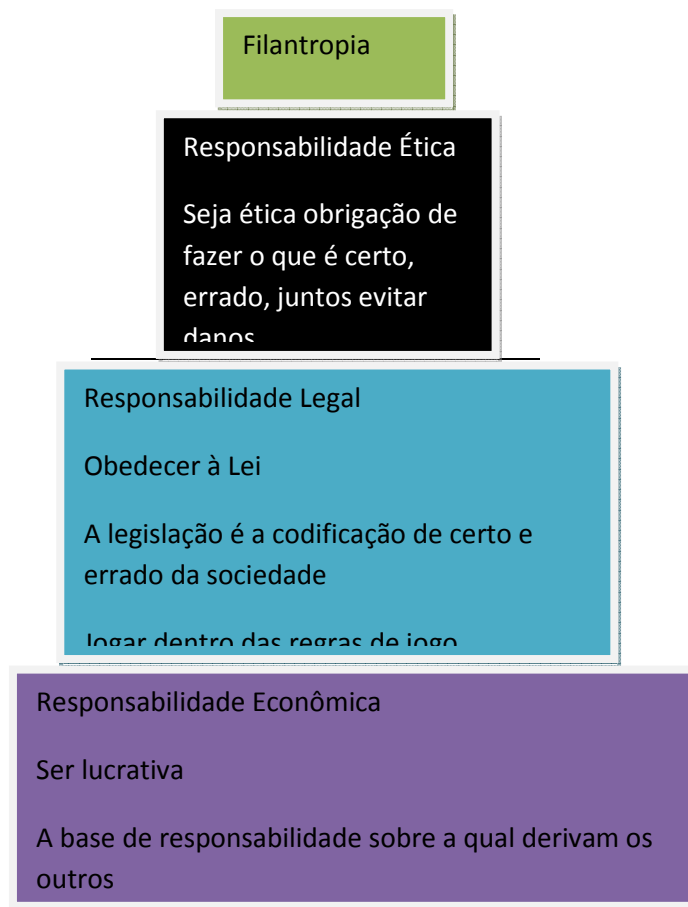 Filantropia
Responsabilidade Ética
Seja ética obrigação de
fazer o que é certo,
errado, juntos evitar
danos
Responsabilidade Legal
Obedecer à Lei
A legislação é a codificação de certo e
errado da sociedade
Jogar dentro das regras de jogo
Responsabilidade Econômica
Ser lucrativa
A base de responsabilidade sobre a qual derivam os
outros